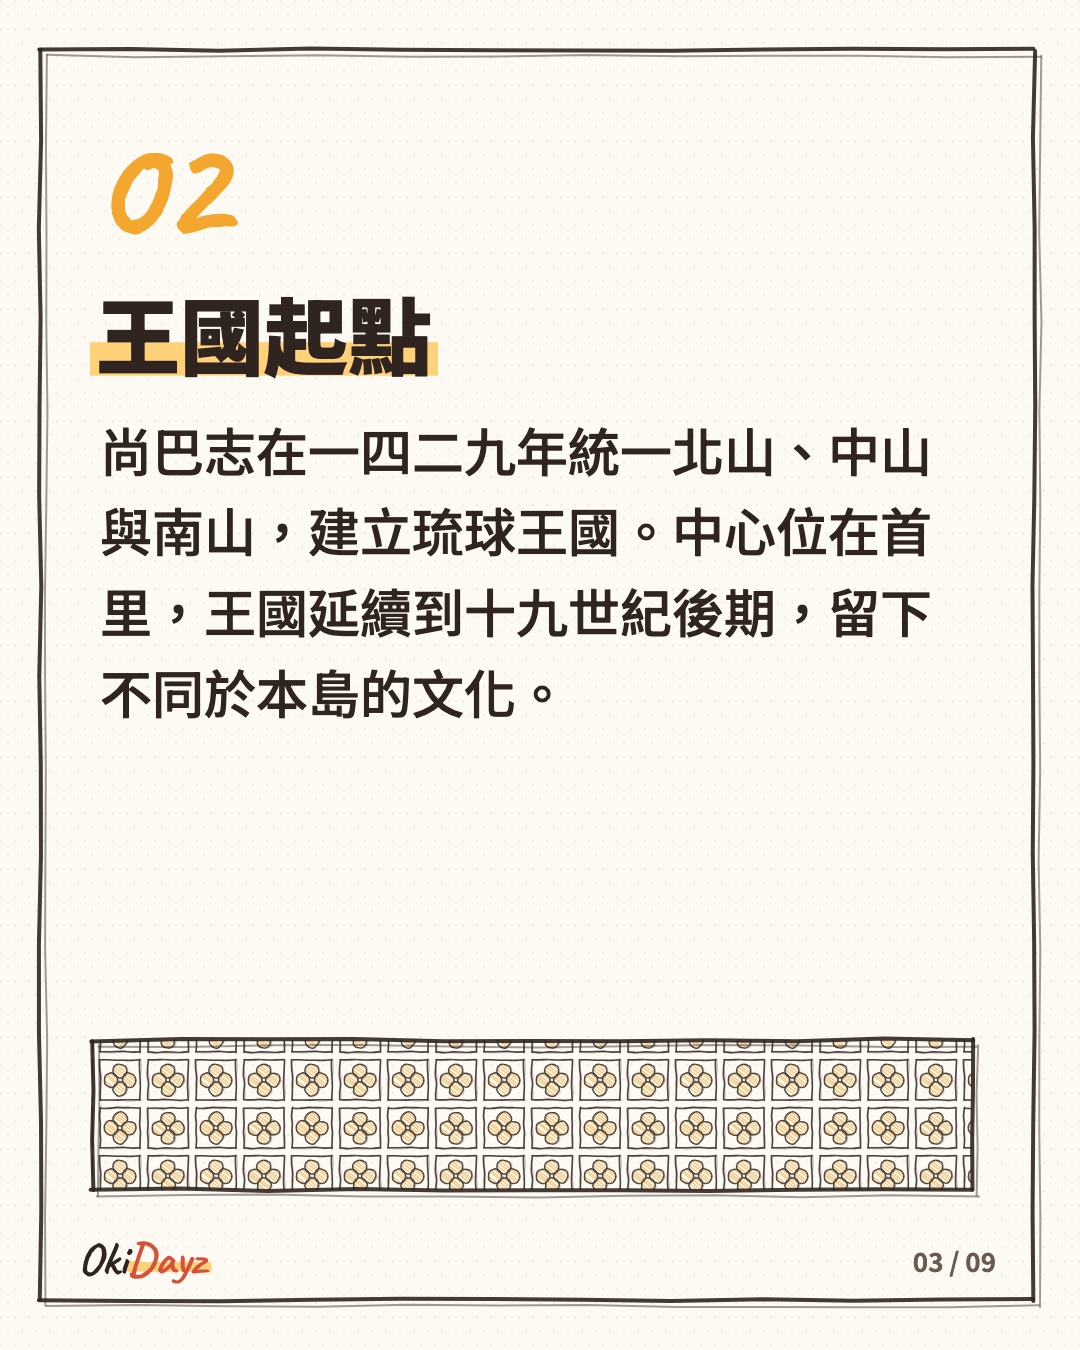 02
王國起點
尚巴志在一四二九年統一北山、中山
與南山，建立琉球王國。中心位在首
里，王國延續到十九世紀後期，留下
不同於本島的文化。
OkiDayz
03 / 09